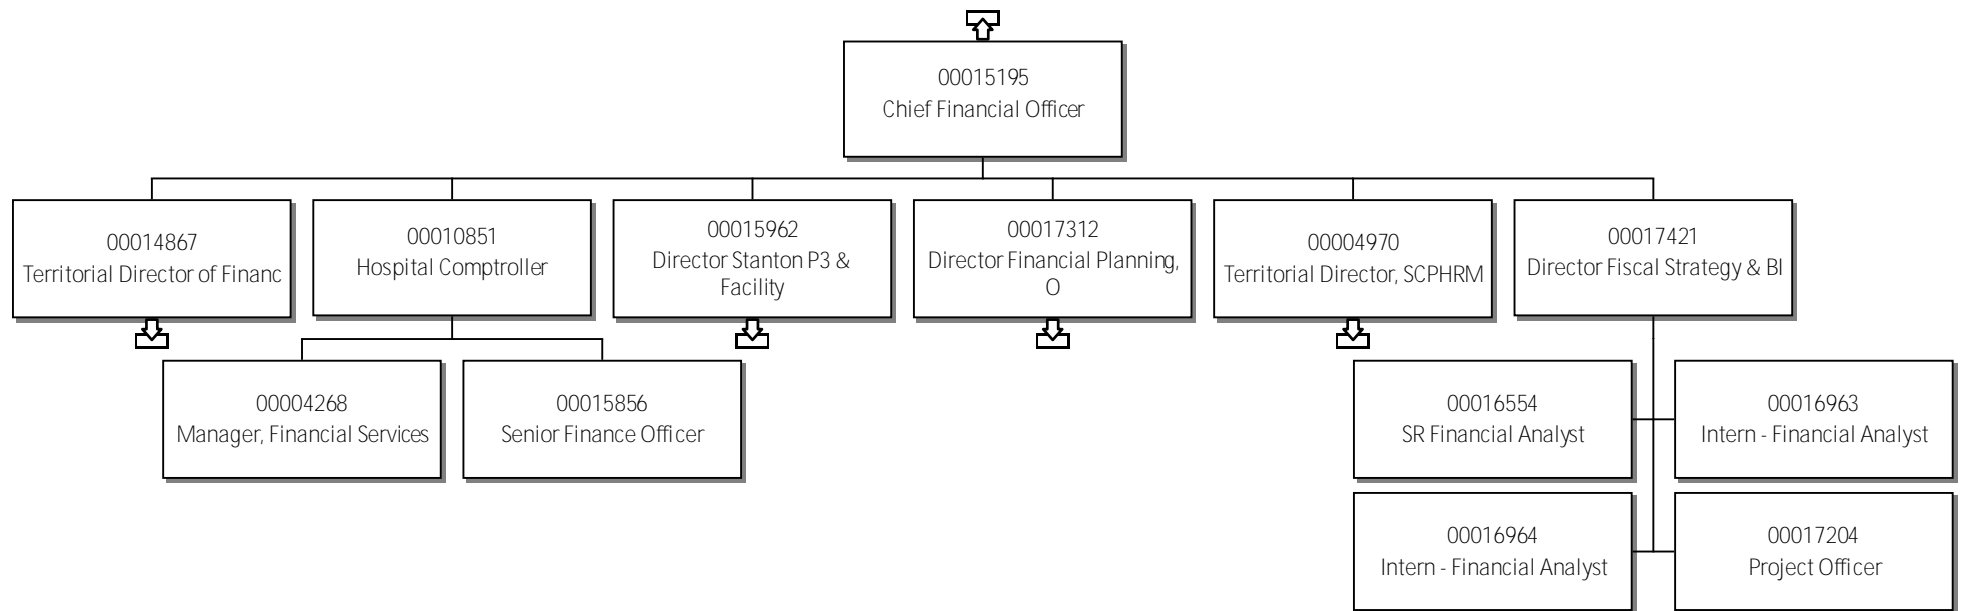 00015195
Chief Financial Officer
00014867
Territorial Director of Financ
00010851
Hospital Comptroller
00015962
Director Stanton P3 &
Facility
00017312
Director Financial Planning,
O
00004970
Territorial Director, SCPHRM
00017421
Director Fiscal Strategy & BI
00004268
Manager, Financial Services
00015856
Senior Finance Officer
00016554
SR Financial Analyst
00016963
Intern - Financial Analyst
00016964
Intern - Financial Analyst
00017204
Project Officer